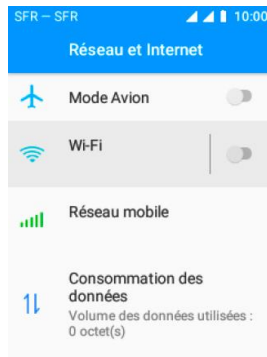 SFR — SFR 10:00
Réseau et Internet
Mode Avion
Wi-Fi
Réseau mobile
Consommation des
données
Volume des données utilisées :
0 octet(s)